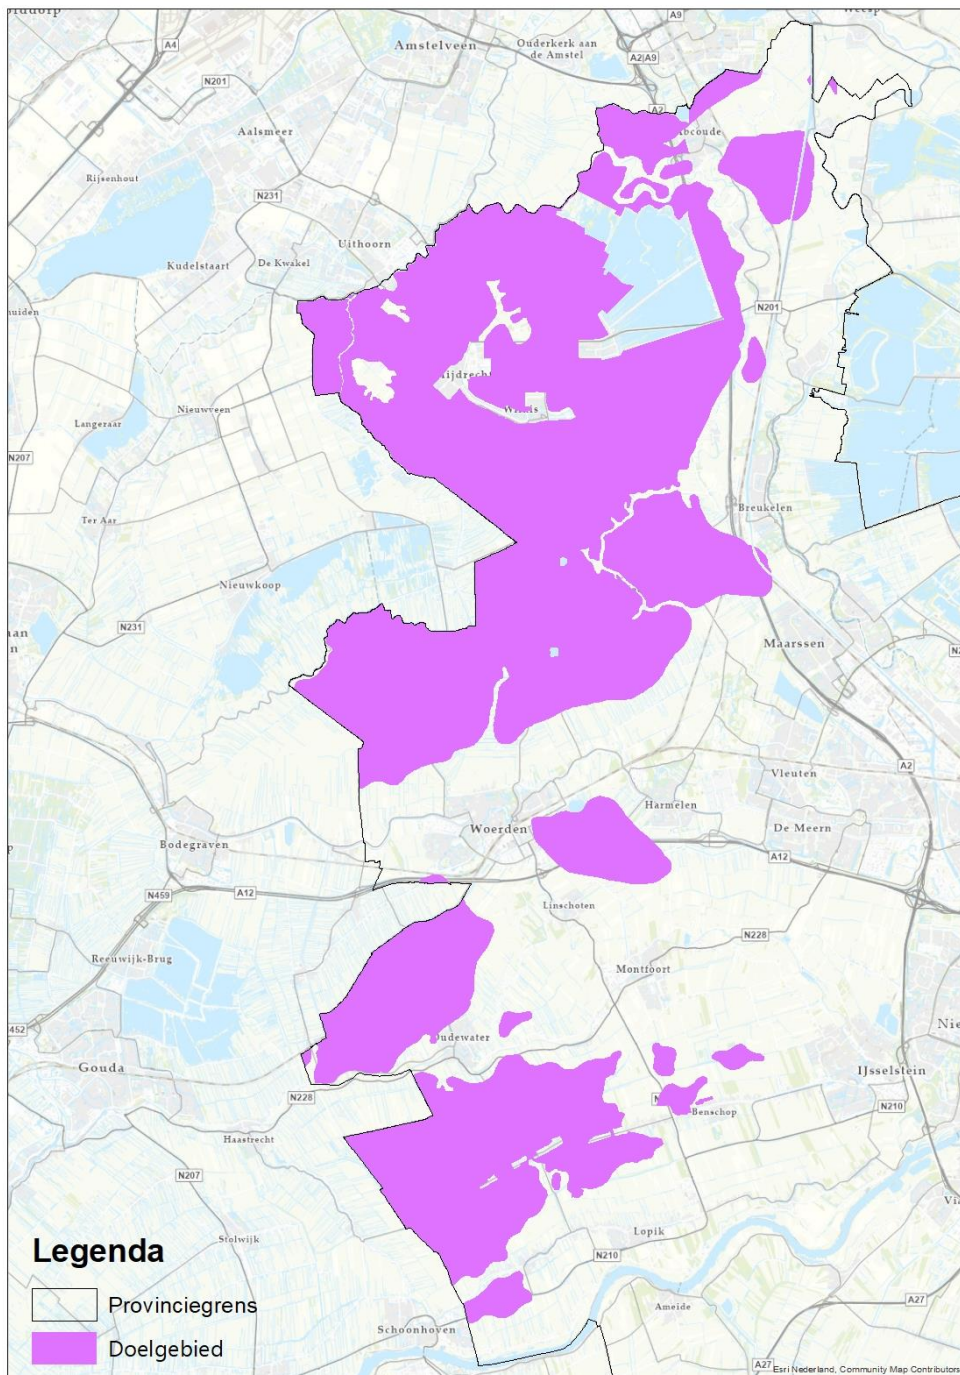 A9
A4
Amstelveen
Ouderkerk aan
de Amstel
A2|A9
N201
A2
Aalsmeer
Rijsenhout
N231
Uithoorn
De Kwakel
Kudelstaart
N201
Nieuwveen
Langeraar
N207
Breukelen
Ter Aar
Nieuwkoop
N231
Maarssen
A2
Vleuten
Harmelen
Woerden
De Meern
Bodegraven
A12
A12
N459
Linschoten
N228
Reeuwijk-Brug
Montfoort
Gouda
IJsselstein
N228
N210
Benschop
Haastrecht
N207
Lopik
Stolwijk
N210
Legenda
Provinciegrens
Doelgebied
A27
Ameide
Schoonhoven
A27
Esri Nederland, Community Map Contributors